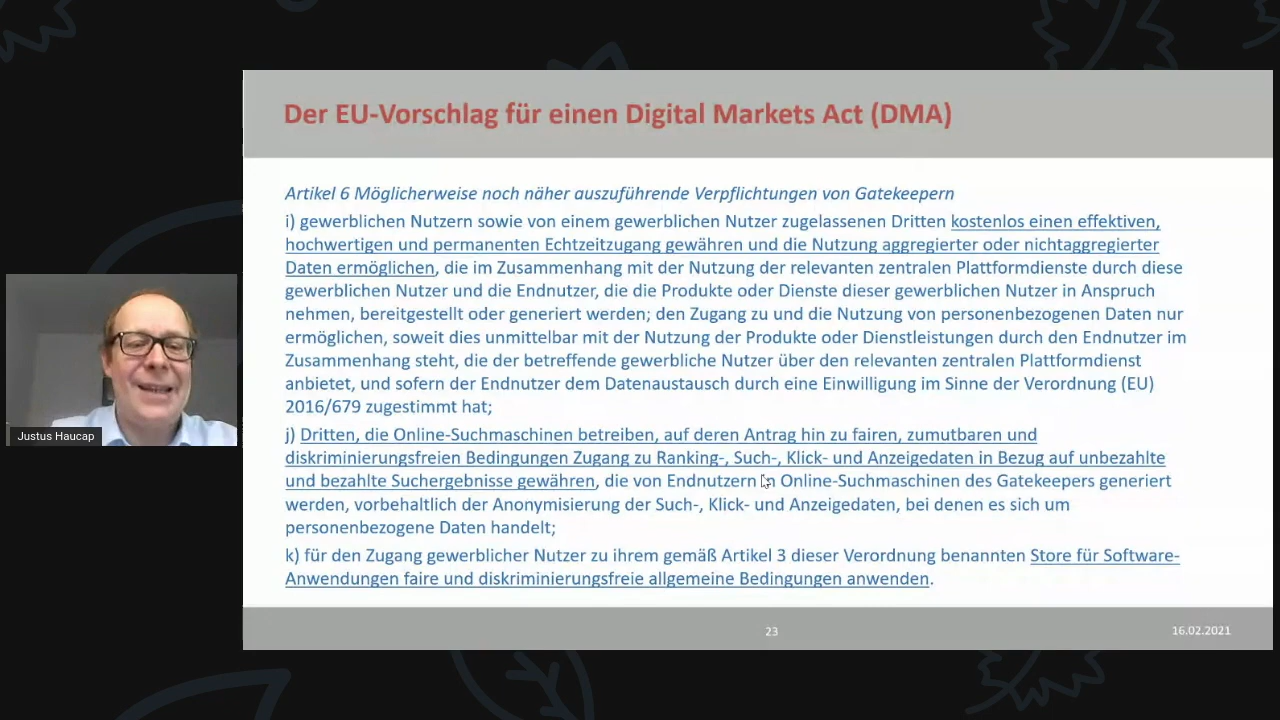 Der EU-Vorschlag für einen Digital Markets Act (DMA)
Artikel 6 Möglicherweise noch näher auszuführende Verpflichtungen von Gatekeepern
i) gewerblichen Nutzern sowie von einem gewerblichen Nutzer zugelassenen Dritten kostenlos einen effektiven,
hochwertigen und permanenten Echtzeitzugang gewähren und die Nutzung aggregierter oder nichtaggregierter
Daten ermöglichen, die im Zusammenhang mit der Nutzung der relevanten zentralen Plattformdienste durch diese
gewerblichen Nutzer und die Endnutzer, die die Produkte oder Dienste dieser gewerblichen Nutzer in Anspruch
nehmen, bereitgestellt oder generiert werden; den Zugang zu und die Nutzung von personenbezogenen Daten nur
ermöglichen, soweit dies unmittelbar mit der Nutzung der Produkte oder Dienstleistungen durch den Endnutzer im
Zusammenhang steht, die der betreffende gewerbliche Nutzer über den relevanten zentralen Plattformdienst
anbietet, und sofern der Endnutzer dem Datenaustausch durch eine Einwilligung im Sinne der Verordnung (EU)
2016/679 zugestimmt hat;
j) Dritten, die Online-Suchmaschinen betreiben, auf deren Antrag hin zu fairen, zumutbaren und
diskriminierungsfreien Bedingungen Zugang zu Ranking-, Such-, Klick- und Anzeigedaten in Bezug auf unbezahlte
und bezahlte Suchergebnisse gewähren, die von Endnutzern in Online-Suchmaschinen des Gatekeepers generiert
werden, vorbehaltlich der Anonymisierung der Such-, Klick- und Anzeigedaten, bei denen es sich um
personenbezogene Daten handelt;
k) für den Zugang gewerblicher Nutzer zu ihrem gemäß Artikel 3 dieser Verordnung benannten Store für Software-
Anwendungen faire und diskriminierungsfreie allgemeine Bedingungen anwenden.
Justus Haucap
23
16.02.2021